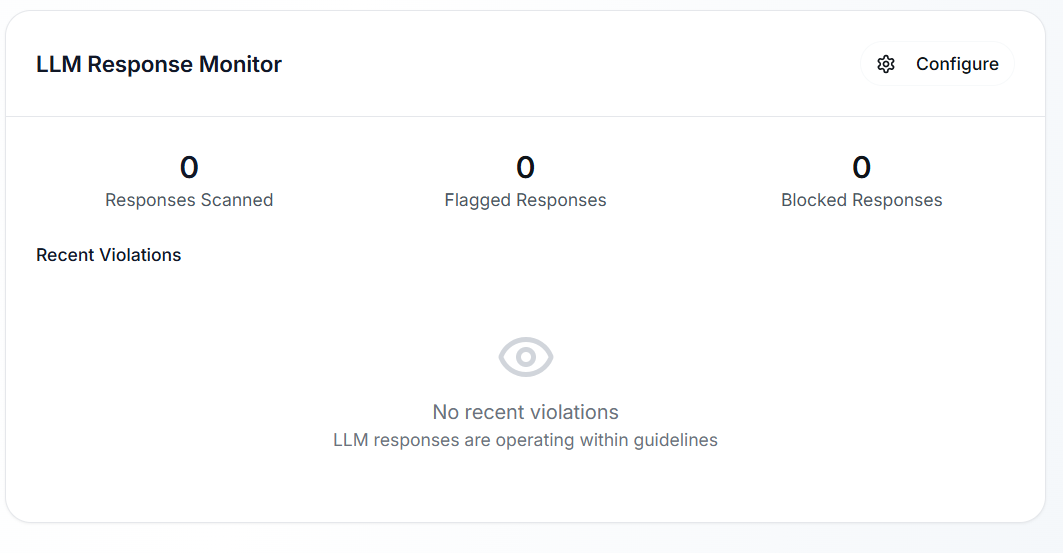 LLM Response Monitor
Configure
0
Responses Scanned
0
Flagged Responses
0
Blocked Responses
Recent Violations
No recent violations
LLM responses are operating within guidelines